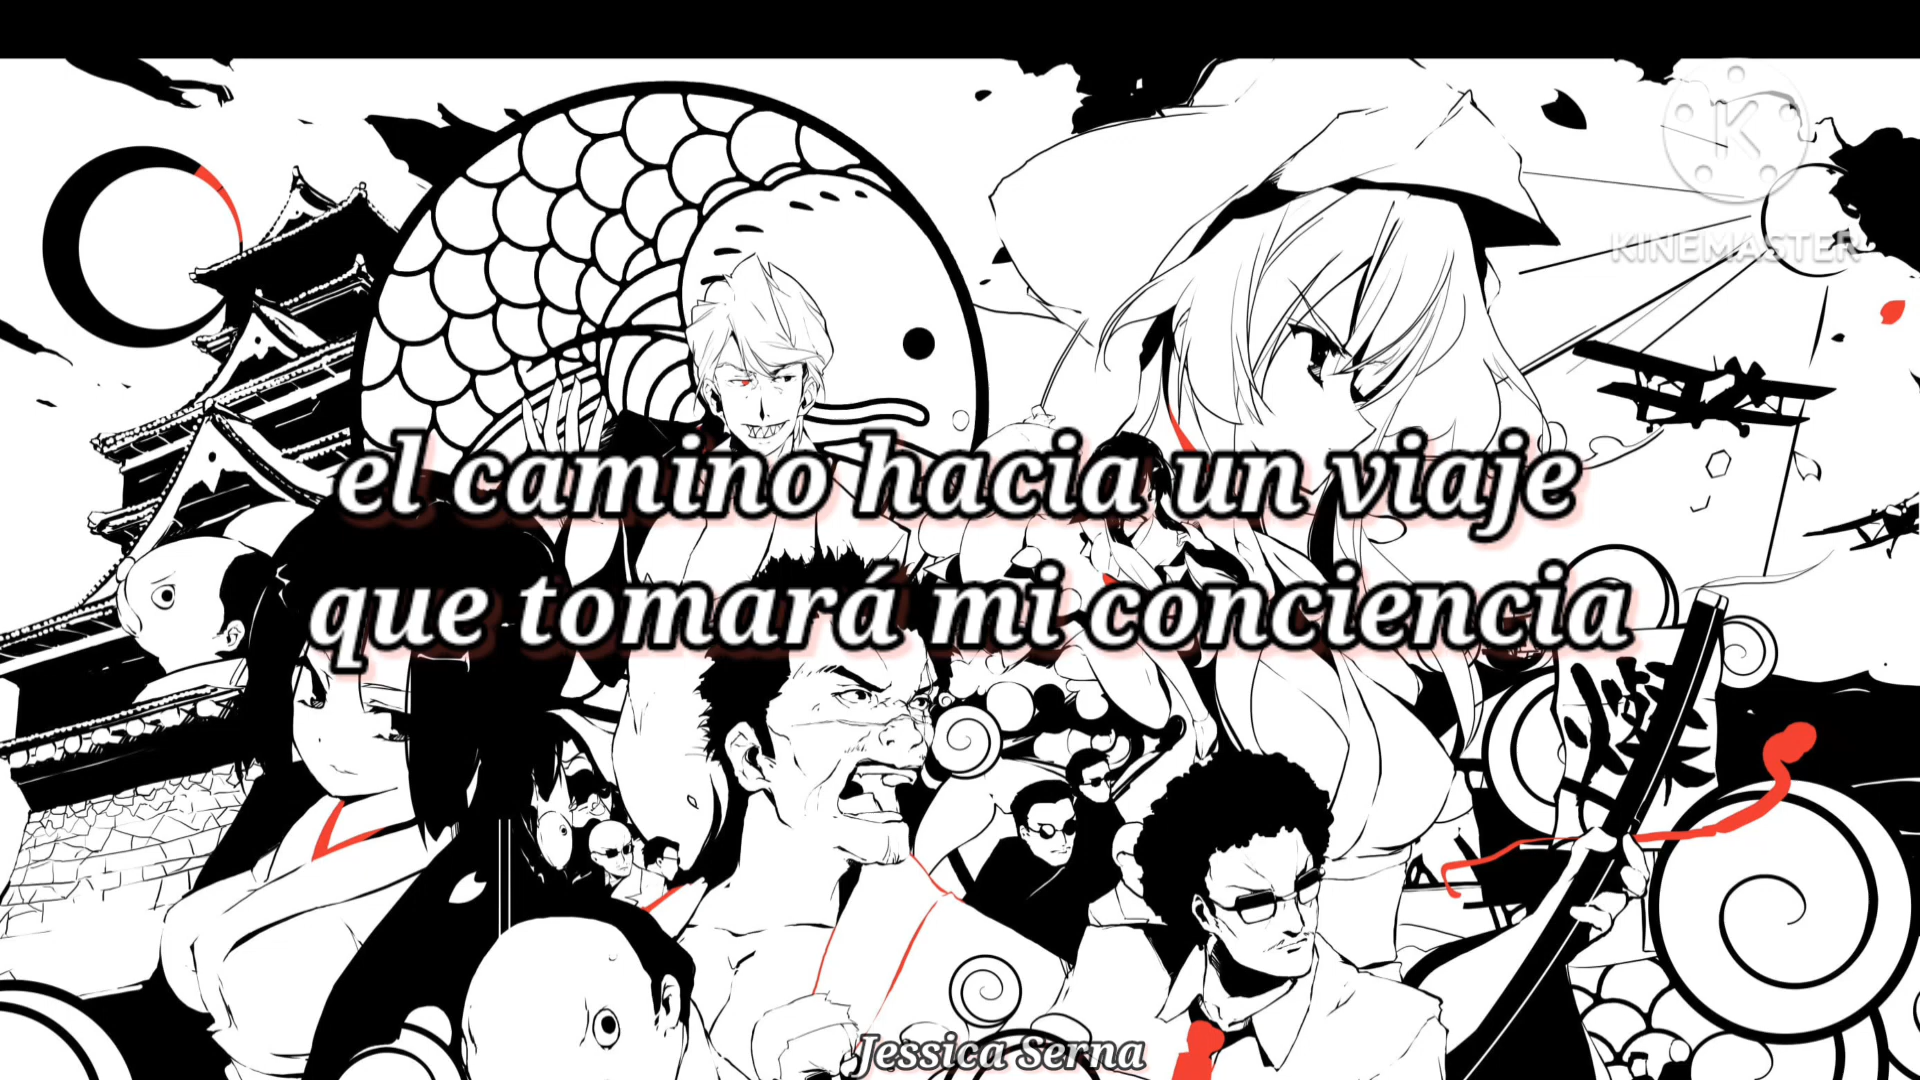 K
KINEMASTER
el camino hacia un viaje
que tomará mi conciencia
Jessica Serna